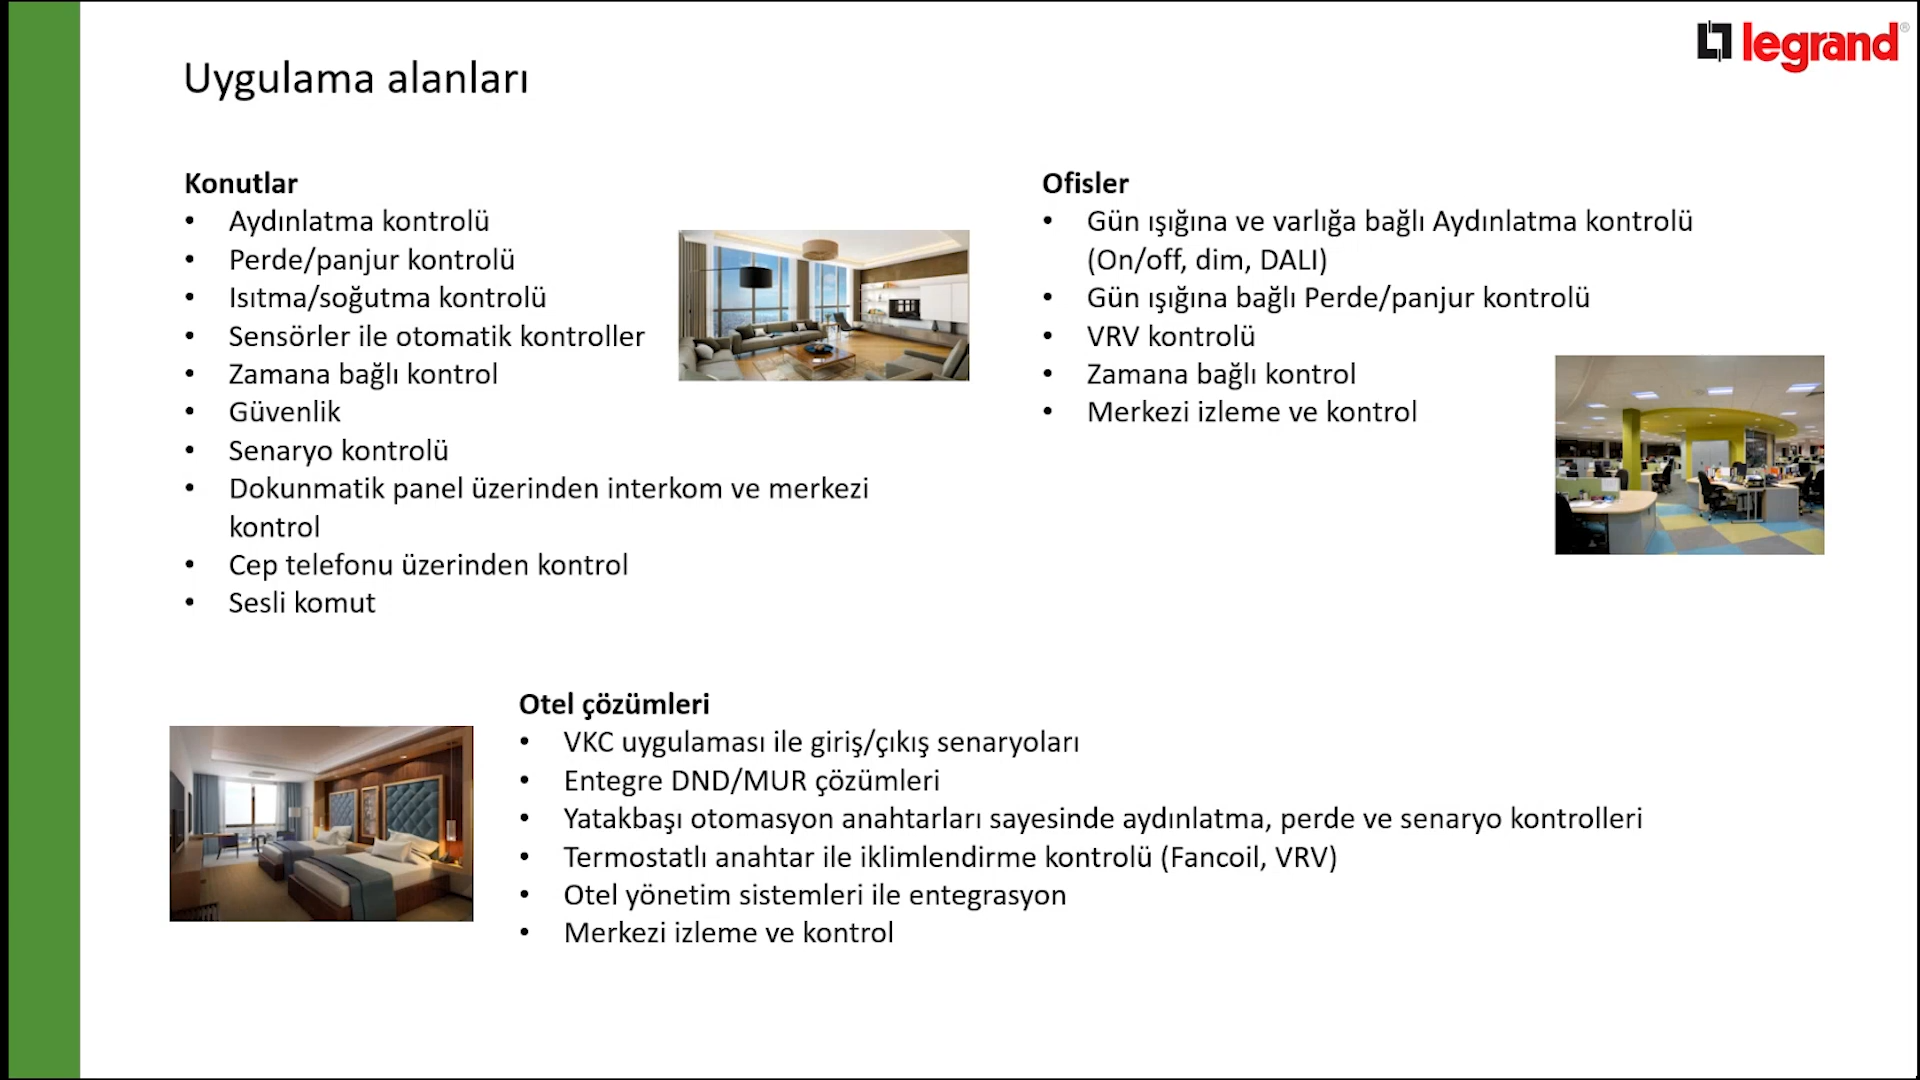 legrand®
Uygulama alanları
Konutlar
• Aydınlatma kontrolü
• Perde/panjur kontrolü
• Isıtma/soğutma kontrolü
• Sensörler ile otomatik kontroller
• Zamana bağlı kontrol
• Güvenlik
• Senaryo kontrolü
• Dokunmatik panel üzerinden interkom ve merkezi
kontrol
• Cep telefonu üzerinden kontrol
• Sesli komut
Ofisler
• Gün ışığına ve varlığa bağlı Aydınlatma kontrolü
(On/off, dim, DALI)
• Gün ışığına bağlı Perde/panjur kontrolü
• VRV kontrolü
• Zamana bağlı kontrol
• Merkezi izleme ve kontrol
Otel çözümleri
• VKC uygulaması ile giriş/çıkış senaryoları
• Entegre DND/MUR çözümleri
• Yatakbaşı otomasyon anahtarları sayesinde aydınlatma, perde ve senaryo kontrolleri
• Termostatlı anahtar ile iklimlendirme kontrolü (Fancoil, VRV)
• Otel yönetim sistemleri ile entegrasyon
• Merkezi izleme ve kontrol